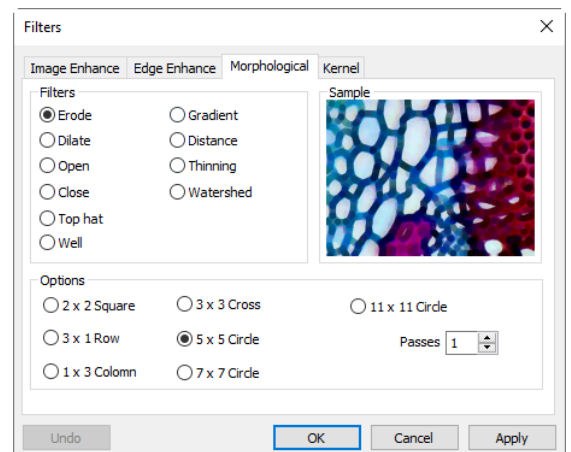 Filters
Image Enhance Edge Enhance Morphological Kernel
Filters
Erode
Dilate
Open
Close
Top hat
Well
Gradient
Distance
Thinning
Watershed
Sample
Options
2 x 2 Square
3 x 1 Row
1 x 3 Colomn
3 x 3 Cross
5 x 5 Circle
7 x 7 Circle
11 x 11 Circle
Passes 1
Undo OK Cancel Apply